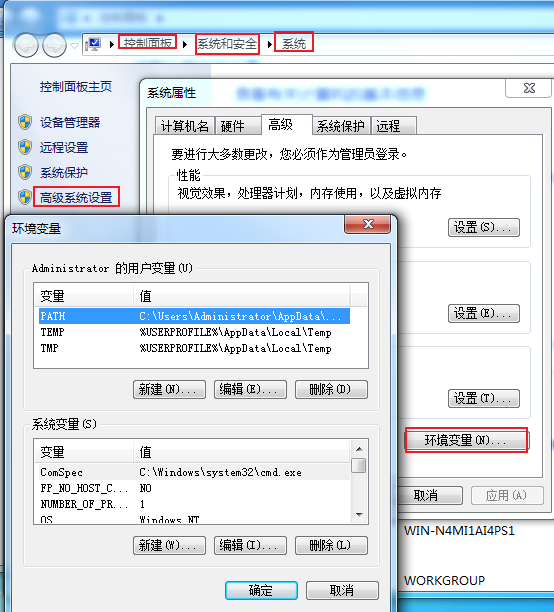 控制面板 系统和安全 系统
控制面板主页
设备管理器
远程设置
系统保护
高级系统设置
系统属性
计算机名 硬件 高级 系统保护 远程
要进行大多数更改，您必须作为管理员登录。
性能
视觉效果，处理器计划，内存使用，以及虚拟内存
设置(S)...
设置(E)...
设置(T)...
环境变量(N)...
取消 应用(A)
WIN-N4MI1AI4PS1
WORKGROUP
环境变量
Administrator 的用户变量(U)
变量 值
PATH C:\Users\Administrator\AppData\...
TEMP %USERPROFILE%\AppData\Local\Temp
TMP %USERPROFILE%\AppData\Local\Temp
新建(N)... 编辑(E)... 删除(D)
系统变量(S)
变量 值
ComSpec C:\Windows\system32\cmd.exe
FP_NO_HOST_C... NO
NUMBER_OF_PR... 1
OS Windows_NT
新建(W)... 编辑(I)... 删除(L)
确定 取消